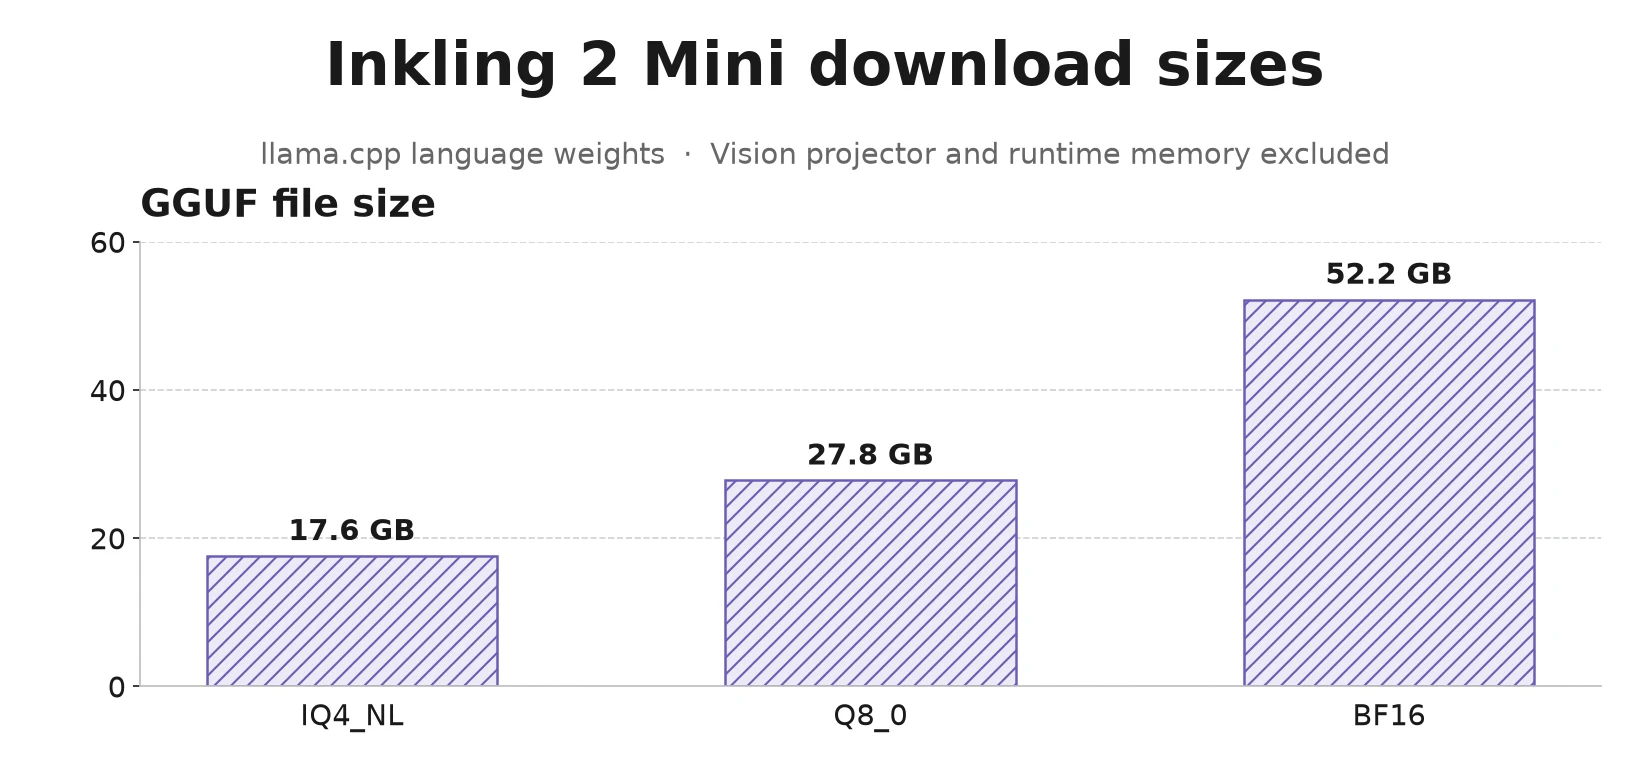 Inkling 2 Mini download sizes
llama.cpp language weights · Vision projector and runtime memory excluded
GGUF file size
60
52.2 GB
40
27.8 GB
20
17.6 GB
0
IQ4_NL Q8_0 BF16